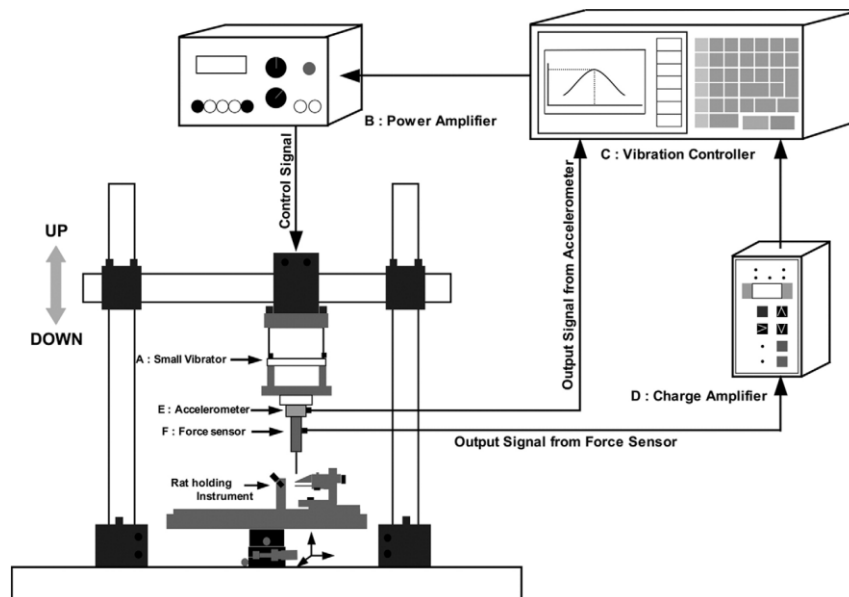 B : Power Amplifier
C : Vibration Controller
Control Signal
Output Signal from Accelerometer
UP
DOWN
A : Small Vibrator
E : Accelerometer
F : Force sensor
D : Charge Amplifier
Output Signal from Force Sensor
Rat holding
Instrument